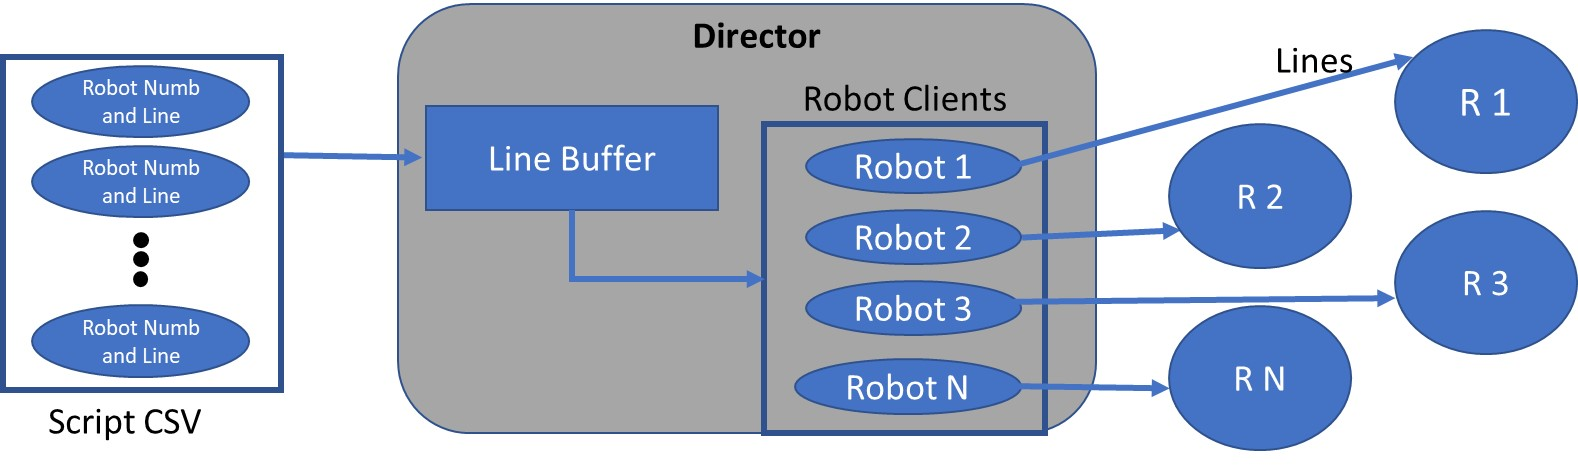 Director
Robot Numb
and Line
Robot Numb
and Line
Robot Numb
and Line
Script CSV
Line Buffer
Robot Clients
Robot 1
Robot 2
Robot 3
Robot N
Lines
R 1
R 2
R 3
R N